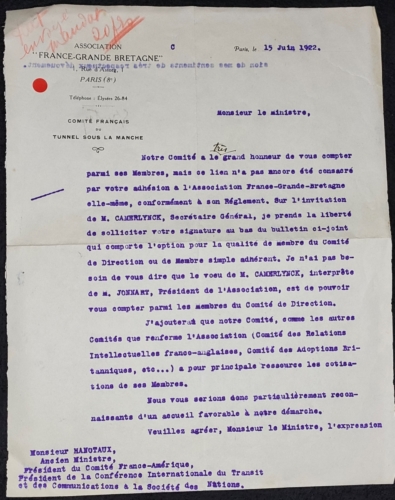 fait
envoyé
mandat
20/
ASSOCIATION
"FRANCE-GRANDE BRETAGNE"
1, Rue d'Astorg, 1
PARIS (8e)
Téléphone : Elysées 26-84
COMITÉ FRANÇAIS
DU
TUNNEL SOUS LA MANCHE
C
Paris, le 15 Juin 1922.
Monsieur le ministre,
très
Notre Comité a le grand honneur de vous compter
parmi ses Membres, mais ce lien n'a pas encore été consacré
par votre adhésion à l'Association France-Grande-Bretagne
elle-même, conformément à son Réglement. Sur l'invitation
de M. CAMERLYNCK, Secrétaire Général, je prends la liberté
de solliciter votre signature au bas du bulletin ci-joint
qui comporte l'option pour la qualité de membre du Comité
de Direction ou de Membre simple adhérent. Je n'ai pas be-
soin de vous dire que le voeu de M. CAMERLYNCK, interprète
de M. JONNART, Président de l'Association, est de pouvoir
vous compter parmi les membres du Comité de Direction.
J'ajouterai que notre Comité, comme les autres
Comités que renferme l'Association (Comité des Relations
Intellectuelles franco-anglaises, Comité des Adoptions Bri-
tanniques, etc...) a pour principale ressource les cotisa-
tions de ses Membres.
Nous vous serions donc particulièrement recon-
naissants d'un accueil favorable à notre démarche.
Veuillez agréer, Monsieur le Ministre, l'expression
Monsieur HANOTAUX,
Ancien Ministre,
Président du Comité France-Amérique,
Président de la Conférence Internationale du Transit
et des Communications à la Société des Nations.